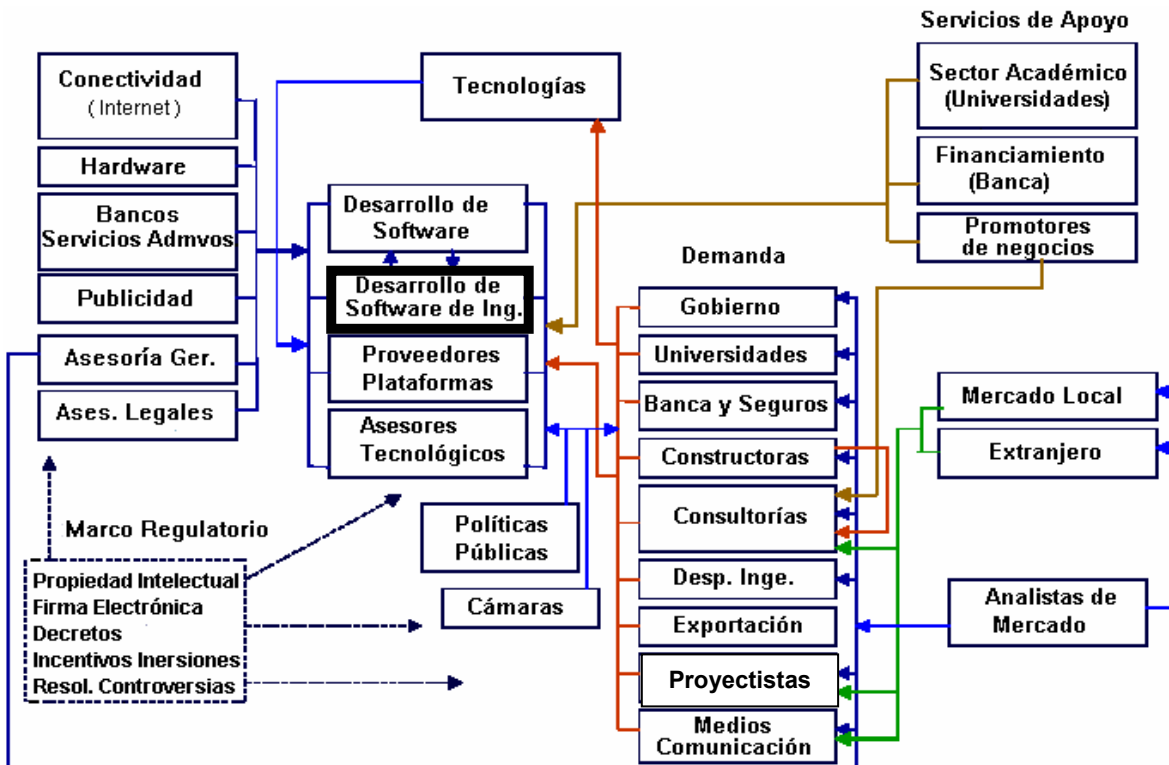 Servicios de Apoyo
Conectividad
( Internet )
Hardware
Bancos
Servicios Admvos
Publicidad
Asesoría Ger.
Ases. Legales
Tecnologías
Sector Académico
(Universidades)
Financiamiento
(Banca)
Promotores
de negocios
Desarrollo de
Software
Desarrollo de
Software de Ing.
Proveedores
Plataformas
Asesores
Tecnológicos
Demanda
Gobierno
Universidades
Banca y Seguros
Constructoras
Consultorías
Desp. Inge.
Exportación
Proyectistas
Medios
Comunicación
Mercado Local
Extranjero
Analistas de
Mercado
Políticas
Públicas
Cámaras
Marco Regulatorio
Propiedad Intelectual
Firma Electrónica
Decretos
Incentivos Inersiones
Resol. Controversias